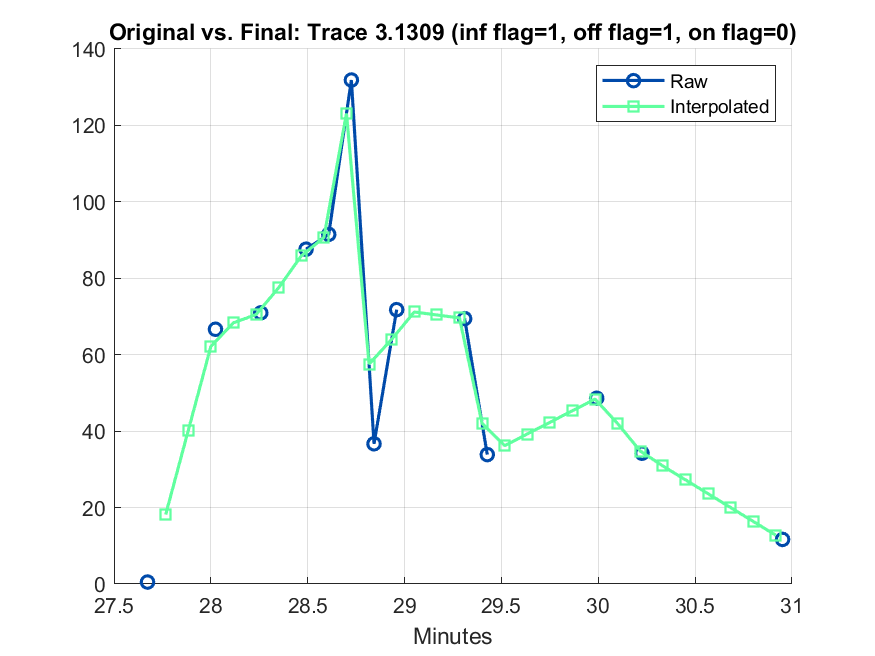 Original vs. Final: Trace 3.1309 (inf flag=1, off flag=1, on flag=0)
140
120
100
80
60
40
20
0
Raw
Interpolated
27.5 28 28.5 29 29.5 30 30.5 31
Minutes